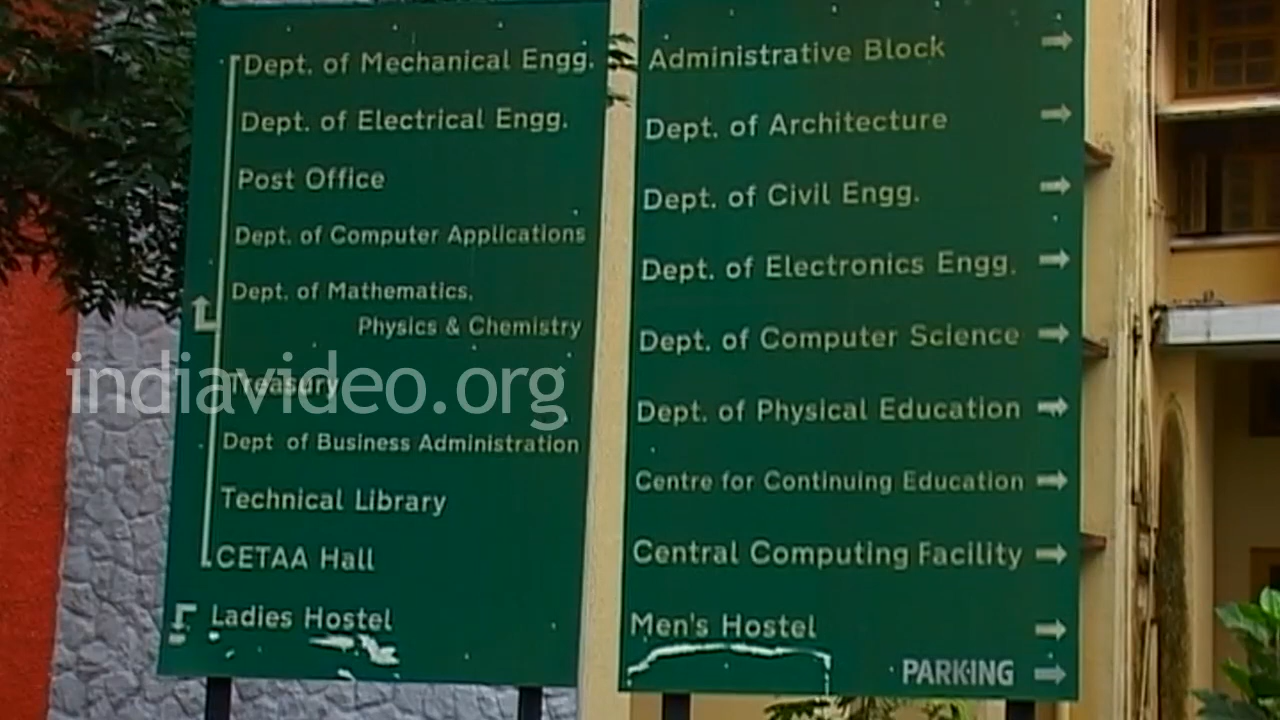 Dept. of Mechanical Engg.
Dept. of Electrical Engg.
Post Office
Dept. of Computer Applications
Dept. of Mathematics,
Physics & Chemistry
Treasury
Dept of Business Administration
Technical Library
CETAA Hall
Ladies Hostel
Administrative Block
Dept. of Architecture
Dept. of Civil Engg.
Dept. of Electronics Engg.
Dept. of Computer Science
Dept. of Physical Education
Centre for Continuing Education
Central Computing Facility
Men's Hostel
PARKING
indiavideo.org